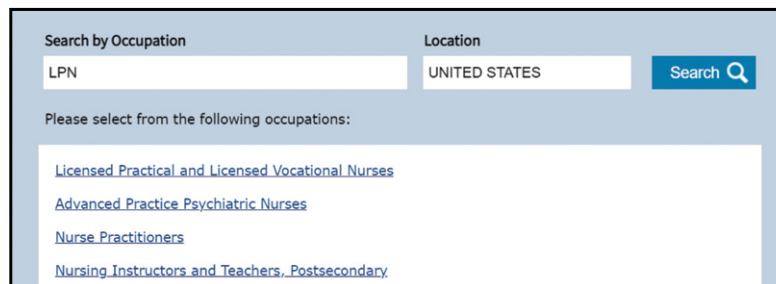 Search by Occupation Location
LPN UNITED STATES Search
Please select from the following occupations:
Licensed Practical and Licensed Vocational Nurses
Advanced Practice Psychiatric Nurses
Nurse Practitioners
Nursing Instructors and Teachers, Postsecondary